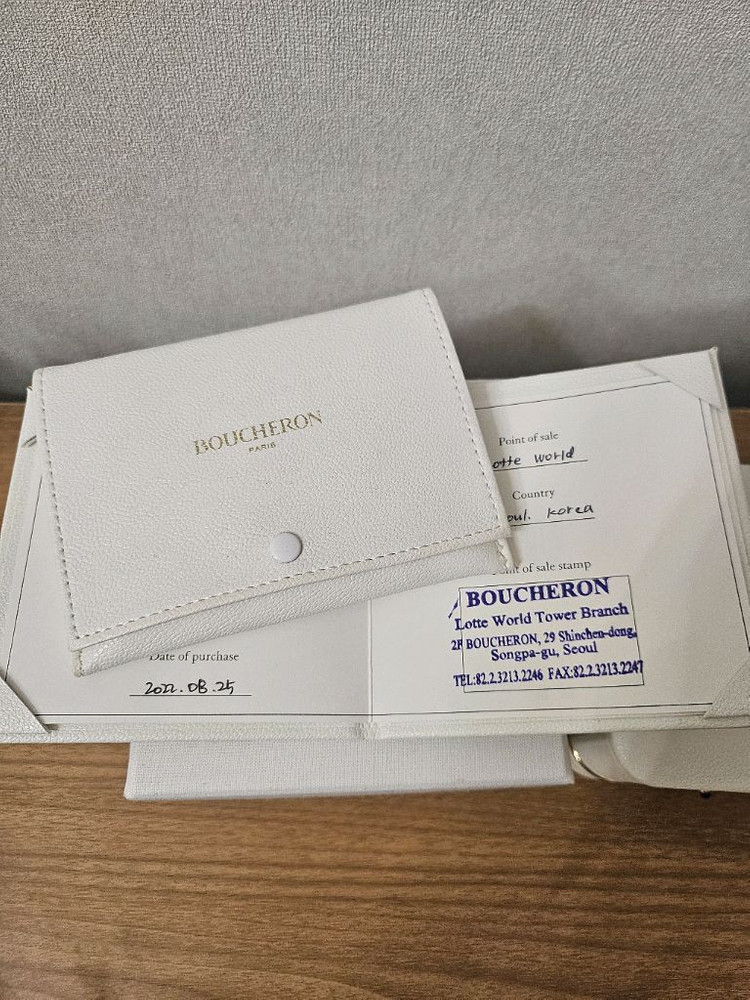 BOUCHERON
PARIS
Point of sale
otte world
Country
oul. korea
of sale stamp
BOUCHERON
Lotte World Tower Branch
2F BOUCHERON, 29 Shinchen-dong,
Songpa-gu, Seoul
TEL:82.2.3213.2246 FAX:82.2.3213.2247
Date of purchase
2022.08.25